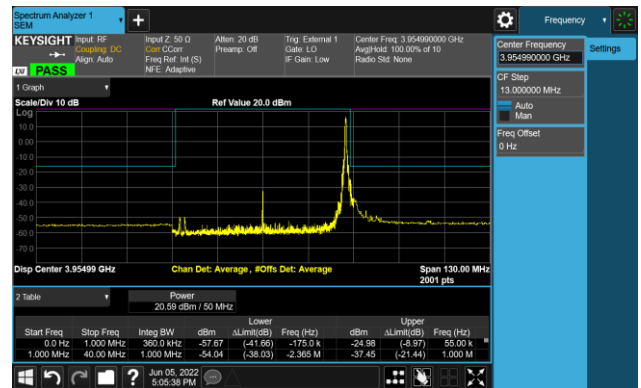 Spectrum Analyzer 1
SEM
+
Frequency
KEYSIGHT
Input: RF
Coupling: DC
Align: Auto
Input Z: 50 Ω
Corr CCorr
Freq Ref: Int (S)
NFE: Adaptive
Atten: 20 dB
Preamp: Off
Trig: External 1
Gate: LO
IF Gain: Low
Center Freq: 3.954990000 GHz
Avg|Hold: 100.00% of 10
Radio Std: None
LXI PASS
Center Frequency
3.954990000 GHz
Settings
CF Step
13.000000 MHz
Auto
Man
Freq Offset
0 Hz
1 Graph
Scale/Div 10 dB
Ref Value 20.0 dBm
Log
10.0
0.00
-10.0
-20.0
-30.0
-40.0
-50.0
-60.0
-70.0
Disp Center 3.95499 GHz
Chan Det: Average , #Offs Det: Average
Span 130.00 MHz
2001 pts
2 Table
Power
20.59 dBm / 50 MHz
Lower Upper
Start Freq Stop Freq Integ BW dBm ΔLimit(dB) Freq (Hz) dBm ΔLimit(dB) Freq (Hz)
0.0 Hz 1.000 MHz 360.0 kHz -57.67 (-41.66) -175.0 k -24.98 (-8.97) 55.00 k
1.000 MHz 40.00 MHz 1.000 MHz -54.04 (-38.03) -2.365 M -37.45 (-21.44) 1.000 M
?
Jun 05, 2022
5:05:38 PM